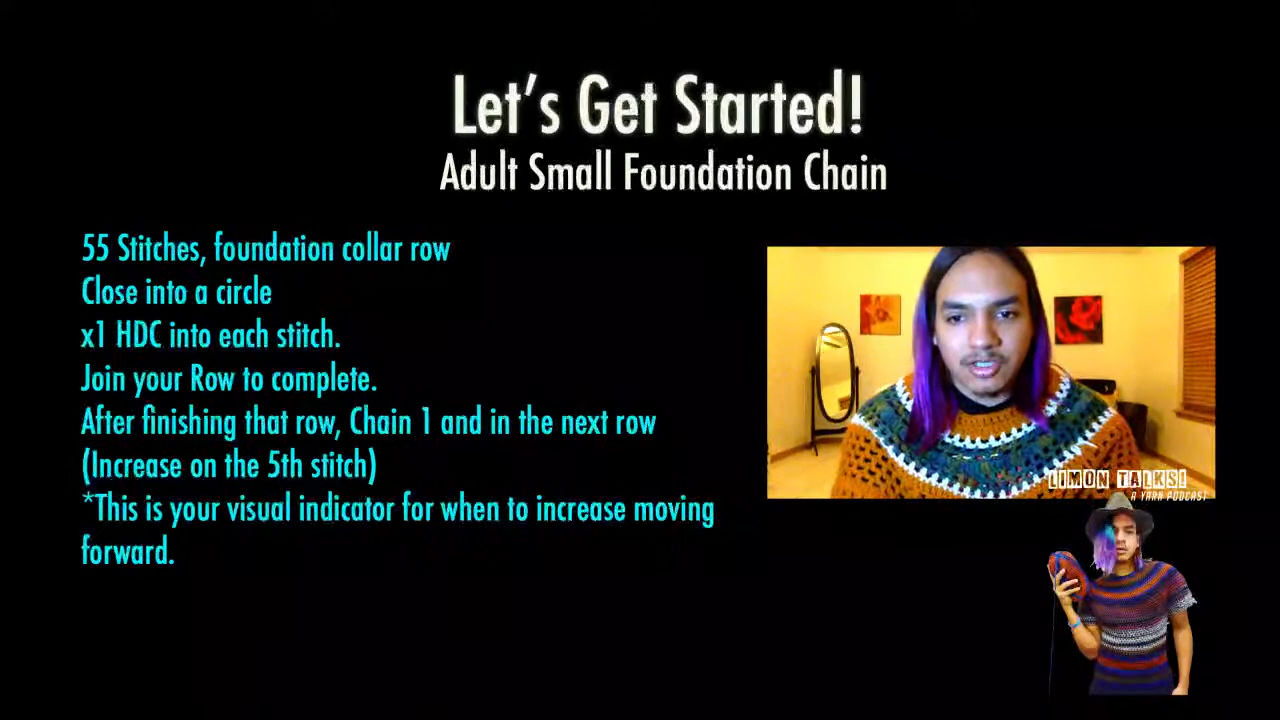 Let's Get Started!
Adult Small Foundation Chain
55 Stitches, foundation collar row
Close into a circle
x1 HDC into each stitch.
Join your Row to complete.
After finishing that row, Chain 1 and in the next row
(Increase on the 5th stitch)
*This is your visual indicator for when to increase moving
forward.
LIMON TALKS!
A YARN PODCAST